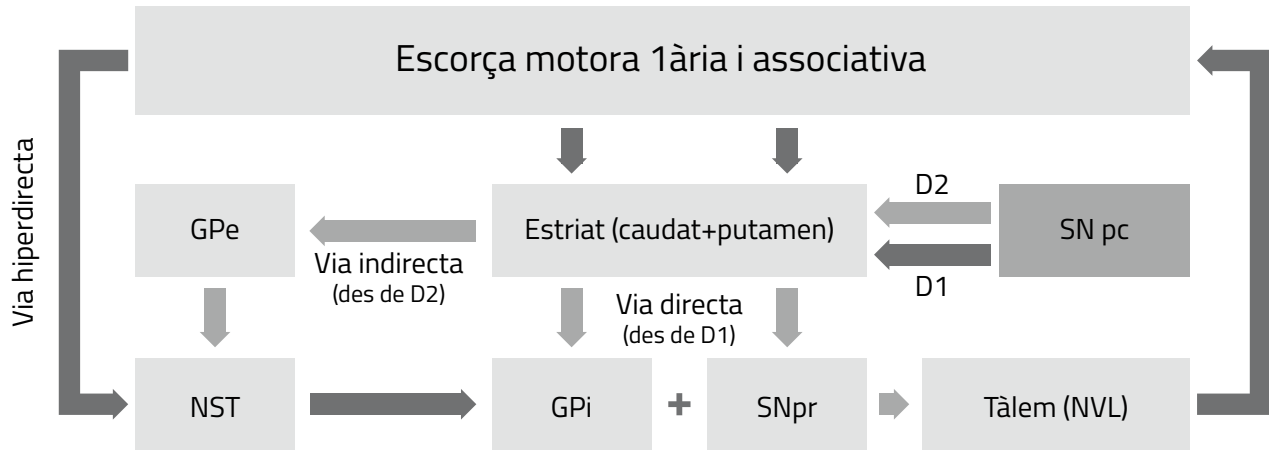 Escorça motora 1ària i associativa
Via hiperdirecta
D2
GPe
Estriat (caudat+putamen)
SN pc
Via indirecta
(des de D2)
D1
Via directa
(des de D1)
NST
GPi
+
SNpr
Tàlem (NVL)